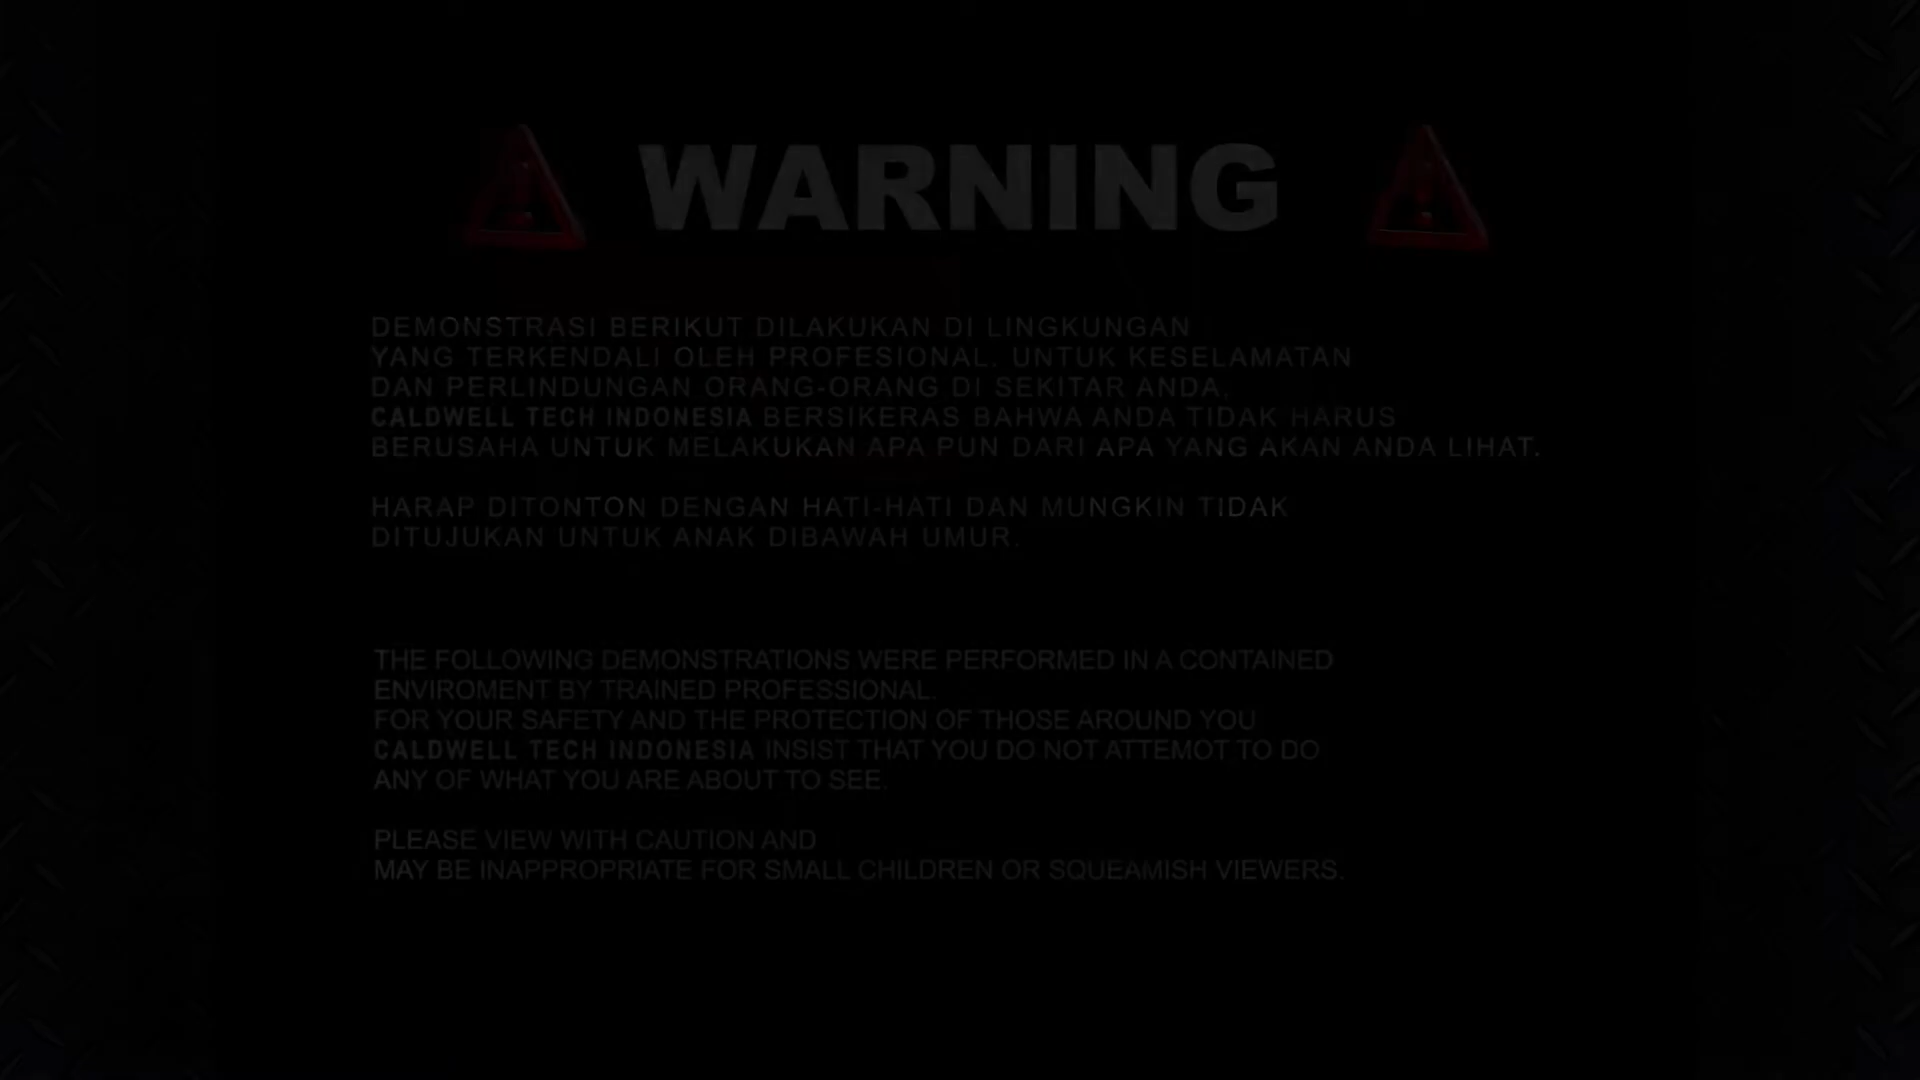 WARNING
DEMONSTRASI BERIKUT DILAKUKAN DI LINGKUNGAN
YANG TERKENDALI OLEH PROFESIONAL. UNTUK KESELAMATAN
DAN PERLINDUNGAN ORANG-ORANG DI SEKITAR ANDA,
CALDWELL TECH INDONESIA BERSIKERAS BAHWA ANDA TIDAK HARUS
BERUSAHA UNTUK MELAKUKAN APA PUN DARI APA YANG AKAN ANDA LIHAT.
HARAP DITONTON DENGAN HATI-HATI DAN MUNGKIN TIDAK
DITUJUKAN UNTUK ANAK DIBAWAH UMUR.
THE FOLLOWING DEMONSTRATIONS WERE PERFORMED IN A CONTAINED
ENVIROMENT BY TRAINED PROFESSIONAL.
FOR YOUR SAFETY AND THE PROTECTION OF THOSE AROUND YOU
CALDWELL TECH INDONESIA INSIST THAT YOU DO NOT ATTEMOT TO DO
ANY OF WHAT YOU ARE ABOUT TO SEE.
PLEASE VIEW WITH CAUTION AND
MAY BE INAPPROPRIATE FOR SMALL CHILDREN OR SQUEAMISH VIEWERS.